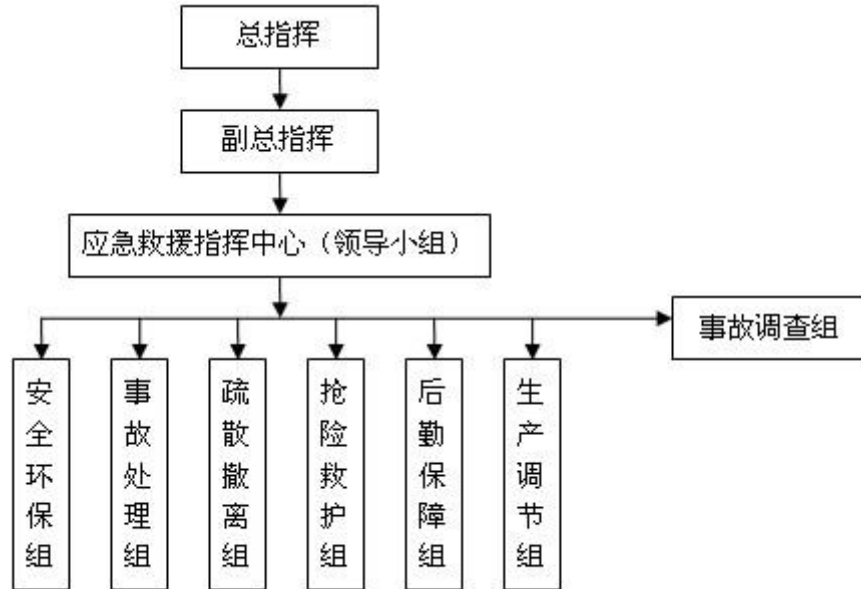 总指挥
副总指挥
应急救援指挥中心（领导小组）
事故调查组
安全环保组
事故处理组
疏散撤离组
抢险救护组
后勤保障组
生产调节组